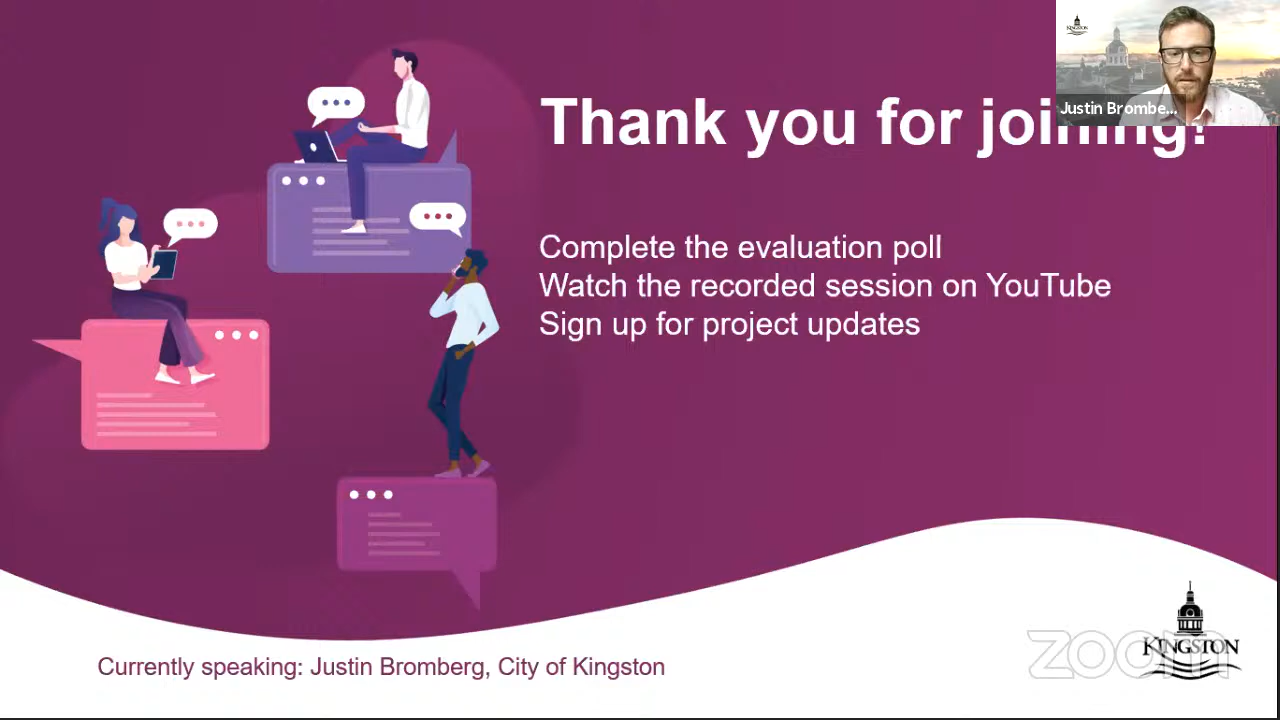 Thank you for joining!
Justin Brombe...
Complete the evaluation poll
Watch the recorded session on YouTube
Sign up for project updates
Currently speaking: Justin Bromberg, City of Kingston
zoom
KINGSTON
KINGSTON